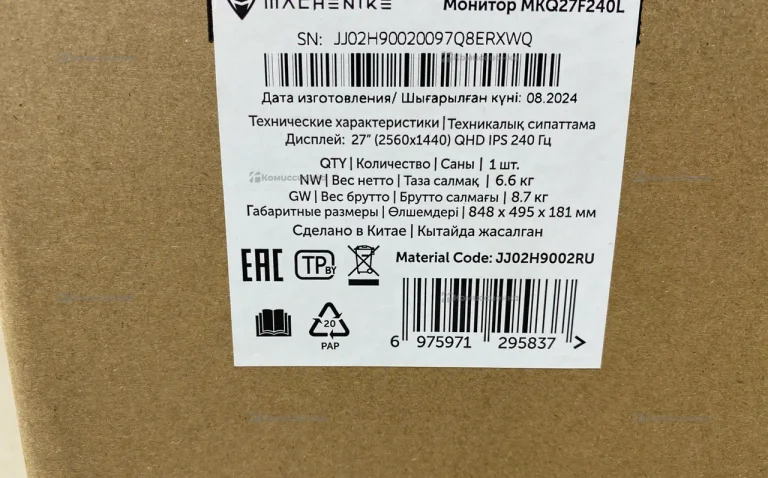 MACHENIKE
Монитор MKQ27F240L
SN: JJ02H90020097Q8ERXWQ
Дата изготовления/ Шығарылған күні: 08.2024
Технические характеристики | Техникалық сипаттама
Дисплей: 27" (2560x1440) QHD IPS 240 Гц
QTY | Количество | Саны | 1 шт.
NW | Вес нетто | Таза салмақ | 6.6 кг
GW | Вес брутто | Брутто салмағы | 8.7 кг
Габаритные размеры | Өлшемдері | 848 x 495 x 181 мм
Сделано в Китае | Қытайда жасалған
EAC TP BY
Material Code: JJ02H9002RU
20
PAP
6 975971 295837 >